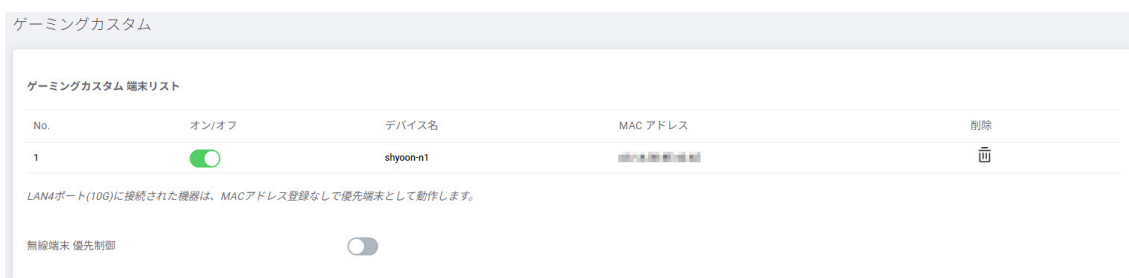 ゲーミングカスタム
ゲーミングカスタム 端末リスト
No. オン/オフ デバイス名 MAC アドレス 削除
1 shyoon-n1
LAN4ポート(10G)に接続された機器は、MACアドレス登録なしで優先端末として動作します。
無線端末 優先制御